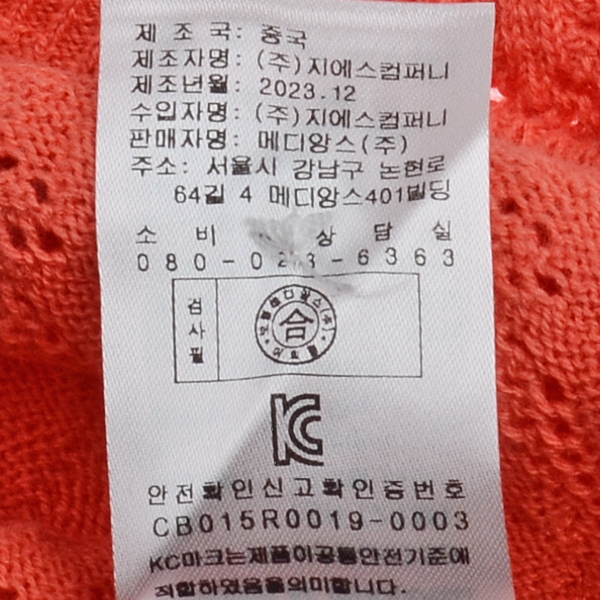 제 조 국: 중국
제조자명: (주)지에스컴퍼니
제조년월: 2023.12
수입자명: (주)지에스컴퍼니
판매자명: 메디앙스(주)
주소: 서울시 강남구 논현로
64길 4 메디앙스401빌딩
소 비 상 담 실
080- -6363
검사필
合
KC
안전확인신고확인증번호
CB015R0019-0003
KC마크는제품이공통안전기준에
적합하였음을의미합니다.